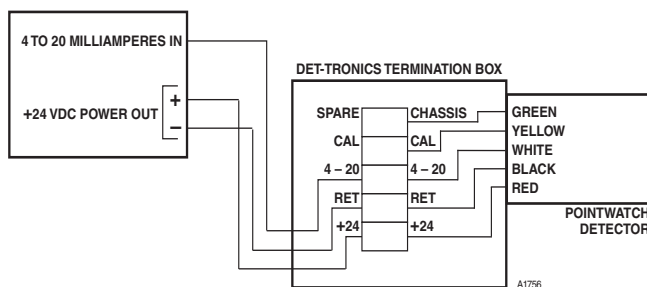 4 TO 20 MILLIAMPERES IN
+24 VDC POWER OUT
+
–
DET-TRONICS TERMINATION BOX
SPARE CHASSIS
CAL CAL
4 – 20 4 – 20
RET RET
+24 +24
GREEN
YELLOW
WHITE
BLACK
RED
POINTWATCH
DETECTOR
A1756